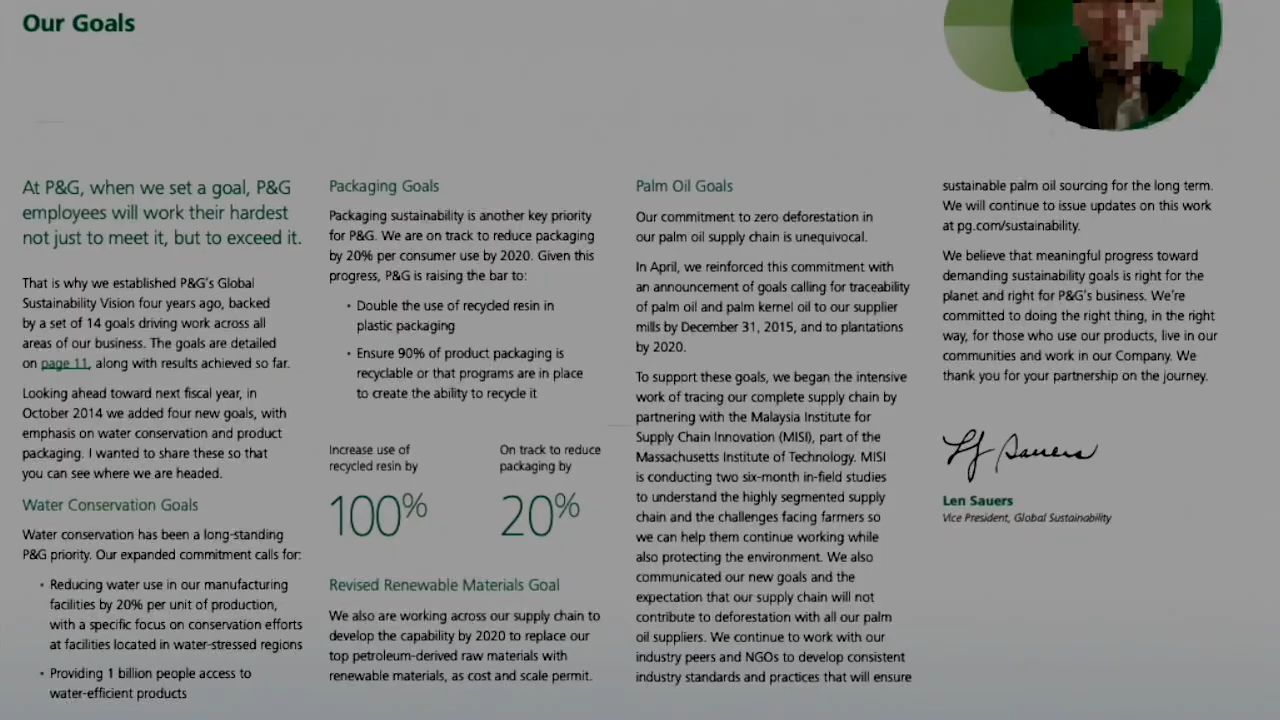 Our Goals
At P&G, when we set a goal, P&G
employees will work their hardest
not just to meet it, but to exceed it.
That is why we established P&G's Global
Sustainability Vision four years ago, backed
by a set of 14 goals driving work across all
areas of our business. The goals are detailed
on page 11, along with results achieved so far.
Looking ahead toward next fiscal year, in
October 2014 we added four new goals, with
emphasis on water conservation and product
packaging. I wanted to share these so that
you can see where we are headed.
Water Conservation Goals
Water conservation has been a long-standing
P&G priority. Our expanded commitment calls for:
• Reducing water use in our manufacturing
facilities by 20% per unit of production,
with a specific focus on conservation efforts
at facilities located in water-stressed regions
• Providing 1 billion people access to
water-efficient products
Packaging Goals
Packaging sustainability is another key priority
for P&G. We are on track to reduce packaging
by 20% per consumer use by 2020. Given this
progress, P&G is raising the bar to:
• Double the use of recycled resin in
plastic packaging
• Ensure 90% of product packaging is
recyclable or that programs are in place
to create the ability to recycle it
Increase use of
recycled resin by
100%
On track to reduce
packaging by
20%
Revised Renewable Materials Goal
We also are working across our supply chain to
develop the capability by 2020 to replace our
top petroleum-derived raw materials with
renewable materials, as cost and scale permit.
Palm Oil Goals
Our commitment to zero deforestation in
our palm oil supply chain is unequivocal.
In April, we reinforced this commitment with
an announcement of goals calling for traceability
of palm oil and palm kernel oil to our supplier
mills by December 31, 2015, and to plantations
by 2020.
To support these goals, we began the intensive
work of tracing our complete supply chain by
partnering with the Malaysia Institute for
Supply Chain Innovation (MISI), part of the
Massachusetts Institute of Technology. MISI
is conducting two six-month in-field studies
to understand the highly segmented supply
chain and the challenges facing farmers so
we can help them continue working while
also protecting the environment. We also
communicated our new goals and the
expectation that our supply chain will not
contribute to deforestation with all our palm
oil suppliers. We continue to work with our
industry peers and NGOs to develop consistent
industry standards and practices that will ensure
sustainable palm oil sourcing for the long term.
We will continue to issue updates on this work
at pg.com/sustainability.
We believe that meaningful progress toward
demanding sustainability goals is right for the
planet and right for P&G's business. We're
committed to doing the right thing, in the right
way, for those who use our products, live in our
communities and work in our Company. We
thank you for your partnership on the journey.
Len Sauers
Vice President, Global Sustainability